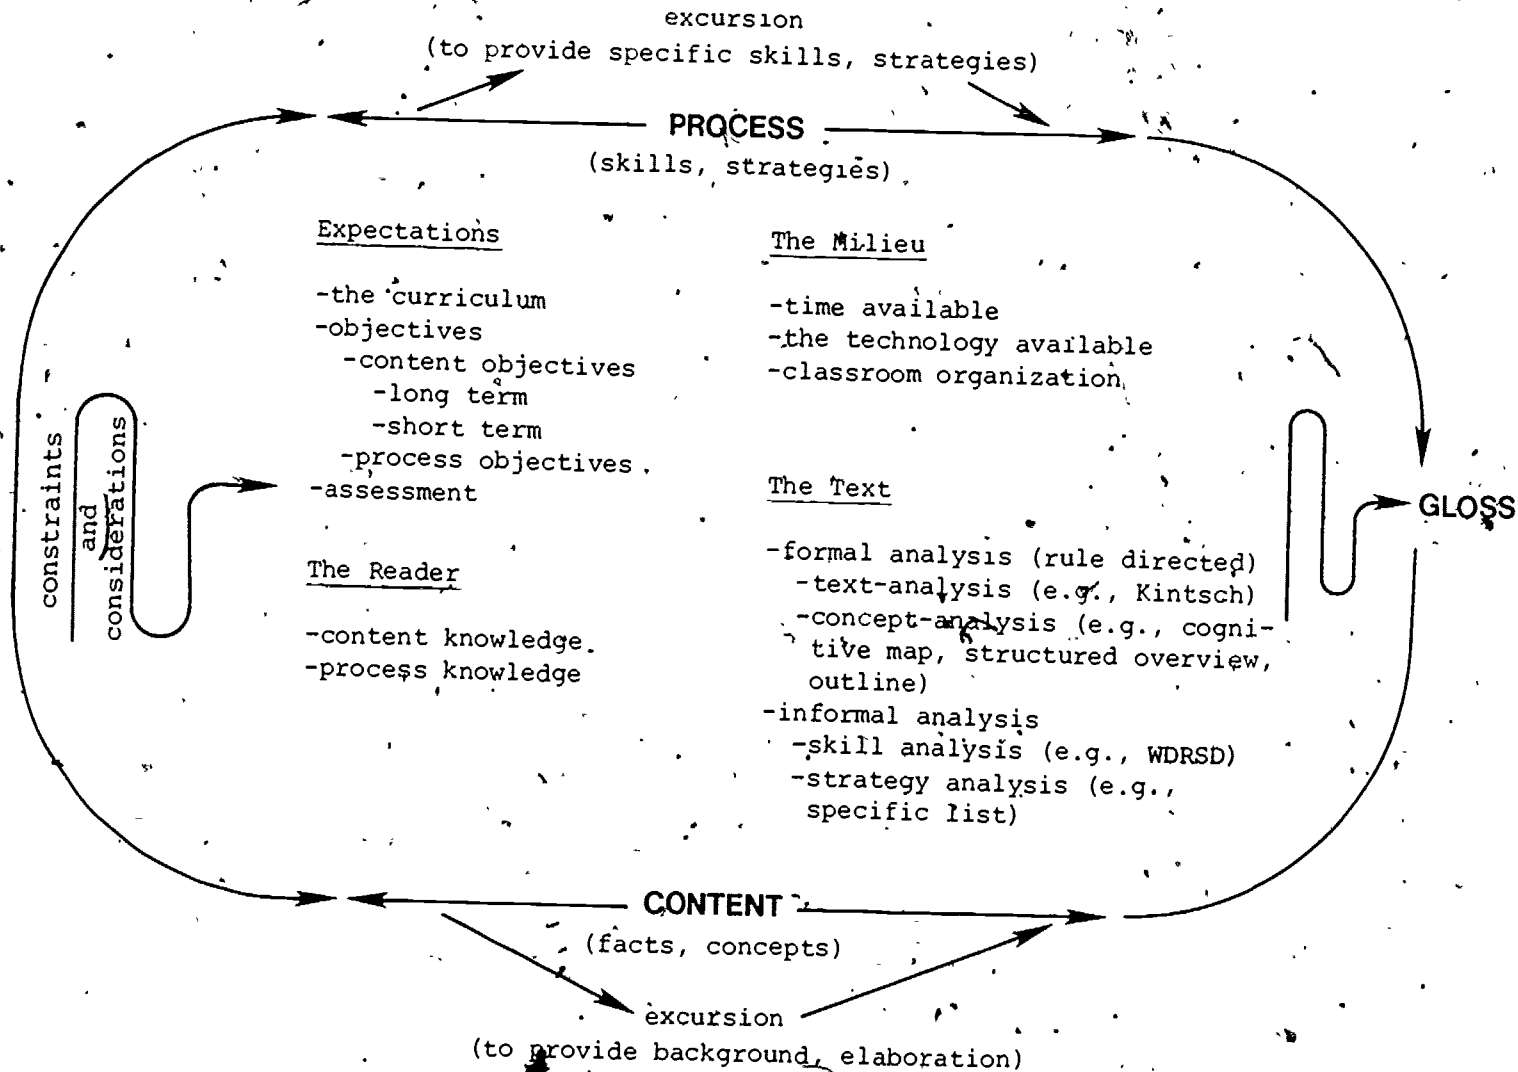 excursion
(to provide specific skills, strategies)
PROCESS
(skills, strategies)
Expectations
-the curriculum
-objectives
-content objectives
-long term
-short term
-process objectives
-assessment
The Reader
-content knowledge
-process knowledge
The Milieu
-time available
-the technology available
-classroom organization
The Text
-formal analysis (rule directed)
-text-analysis (e.g., Kintsch)
-concept-analysis (e.g., cogni-
tive map, structured overview,
outline)
-informal analysis
-skill analysis (e.g., WDRSD)
-strategy analysis (e.g.,
specific list)
constraints
and
considerations
GLOSS
CONTENT
(facts, concepts)
excursion
(to provide background, elaboration)